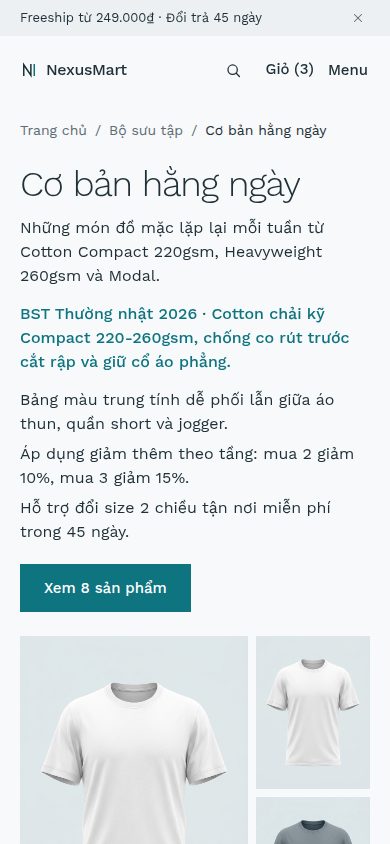 Freeship từ 249.000₫ · Đổi trả 45 ngày
NexusMart
Giỏ (3)
Menu
Trang chủ / Bộ sưu tập / Cơ bản hằng ngày
Cơ bản hằng ngày
Những món đồ mặc lặp lại mỗi tuần từ
Cotton Compact 220gsm, Heavyweight
260gsm và Modal.
BST Thường nhật 2026 · Cotton chải kỹ
Compact 220-260gsm, chống co rút trước
cắt rập và giữ cổ áo phẳng.
Bảng màu trung tính dễ phối lẫn giữa áo
thun, quần short và jogger.
Áp dụng giảm thêm theo tầng: mua 2 giảm
10%, mua 3 giảm 15%.
Hỗ trợ đổi size 2 chiều tận nơi miễn phí
trong 45 ngày.
Xem 8 sản phẩm